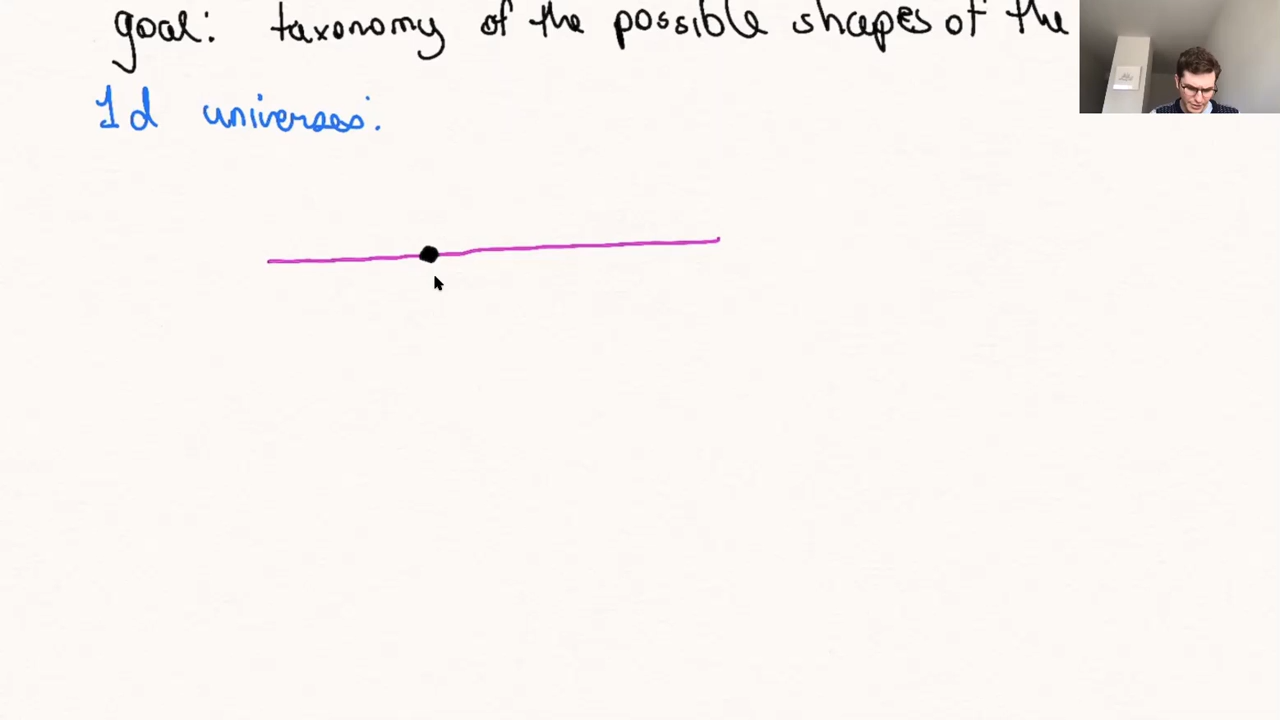 goal: taxonomy of the possible shapes of the
1d universes: